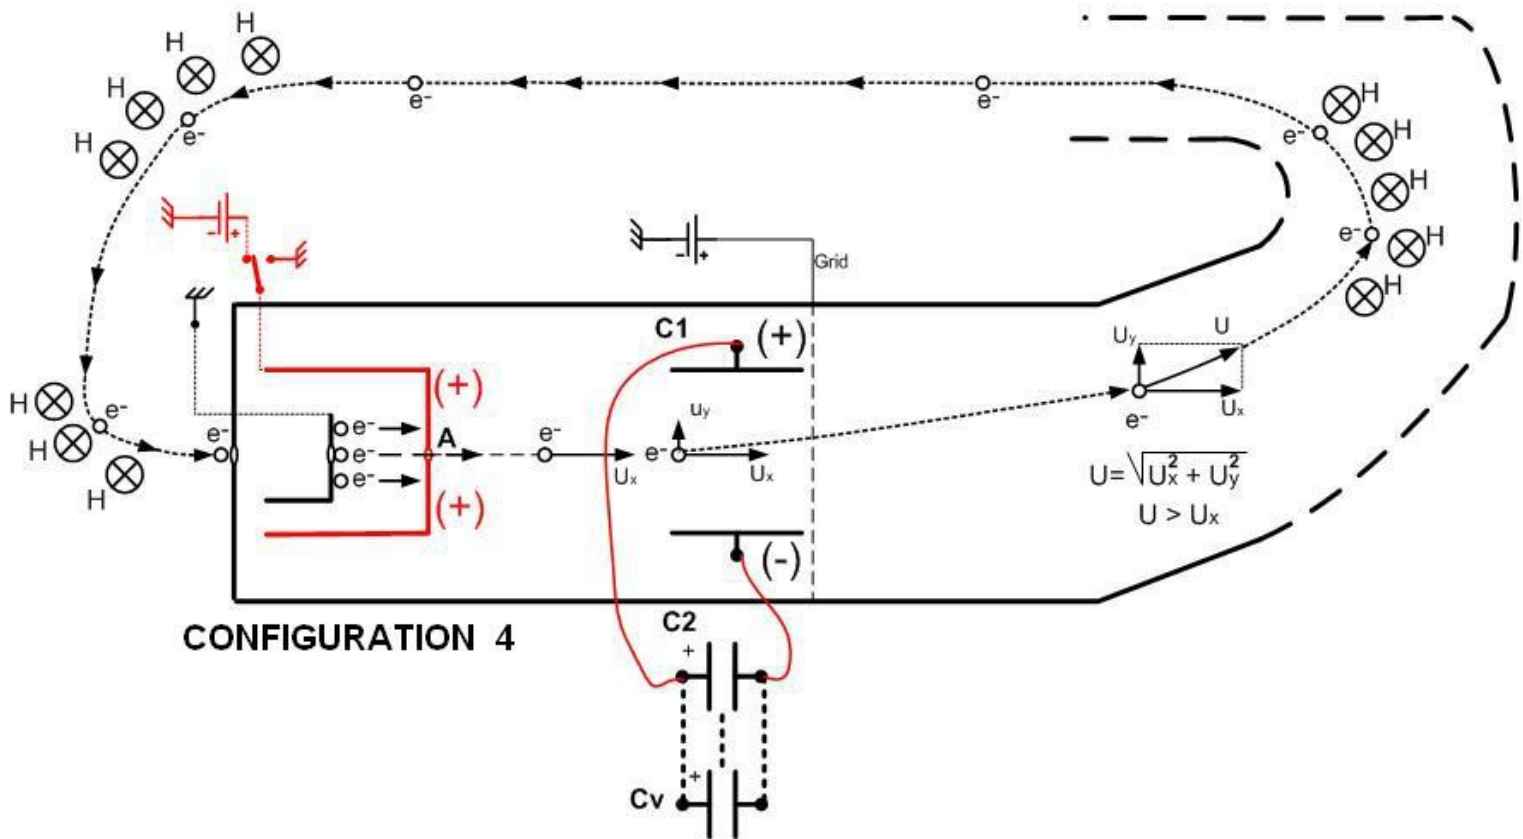 H
H
H
H
e-
e-
e-
e-
H
H
H
H
H
e-
- +
- +
Grid
C1
(+)
(+)
e-
e-
e-
A
e-
Ux
uy
e-
Ux
(+)
(-)
Uy
U
e-
Ux
U= √Ux² + Uy²
U > Ux
H
H
H
e-
e-
CONFIGURATION 4
C2
+
+
Cv